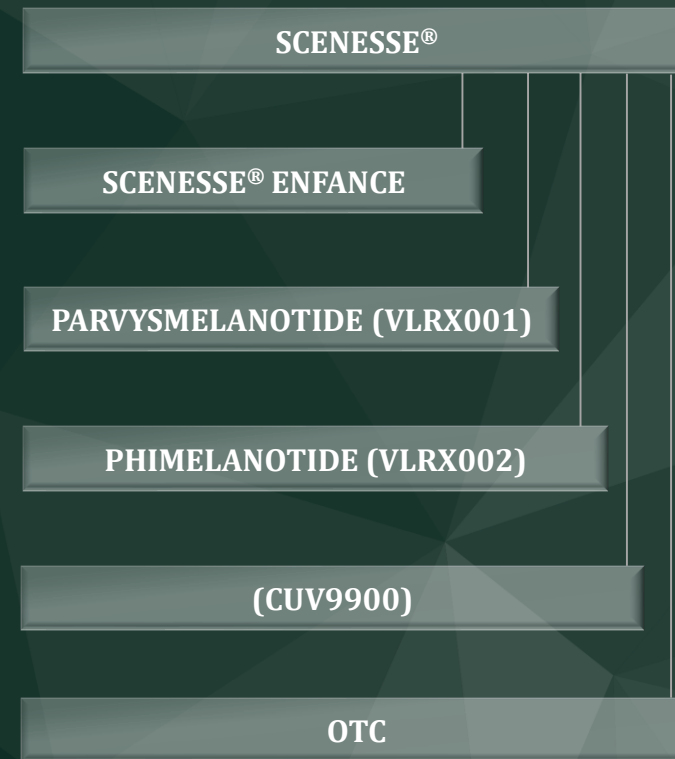 SCENESSE®
SCENESSE® ENFANCE
PARVYSMELANOTIDE (VLRX001)
PHIMELANOTIDE (VLRX002)
(CUV9900)
OTC